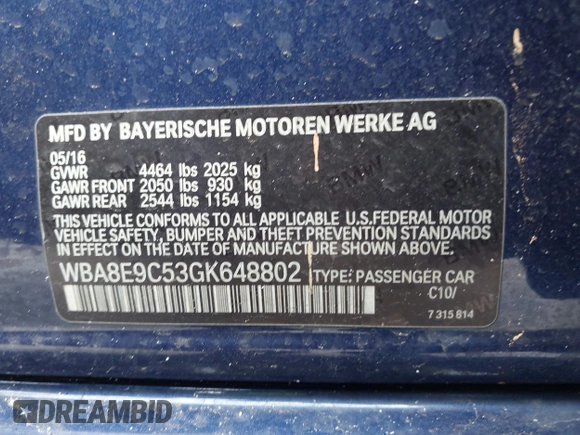 MFD BY BAYERISCHE MOTOREN WERKE AG
05/16
GVWR 4464 lbs 2025 kg
GAWR FRONT 2050 lbs 930 kg
GAWR REAR 2544 lbs 1154 kg
THIS VEHICLE CONFORMS TO ALL APPLICABLE U.S.FEDERAL MOTOR
VEHICLE SAFETY, BUMPER AND THEFT PREVENTION STANDARDS
IN EFFECT ON THE DATE OF MANUFACTURE SHOWN ABOVE.
WBA8E9C53GK648802 TYPE: PASSENGER CAR
C10/
7 315 814
BMW
DREAMBID